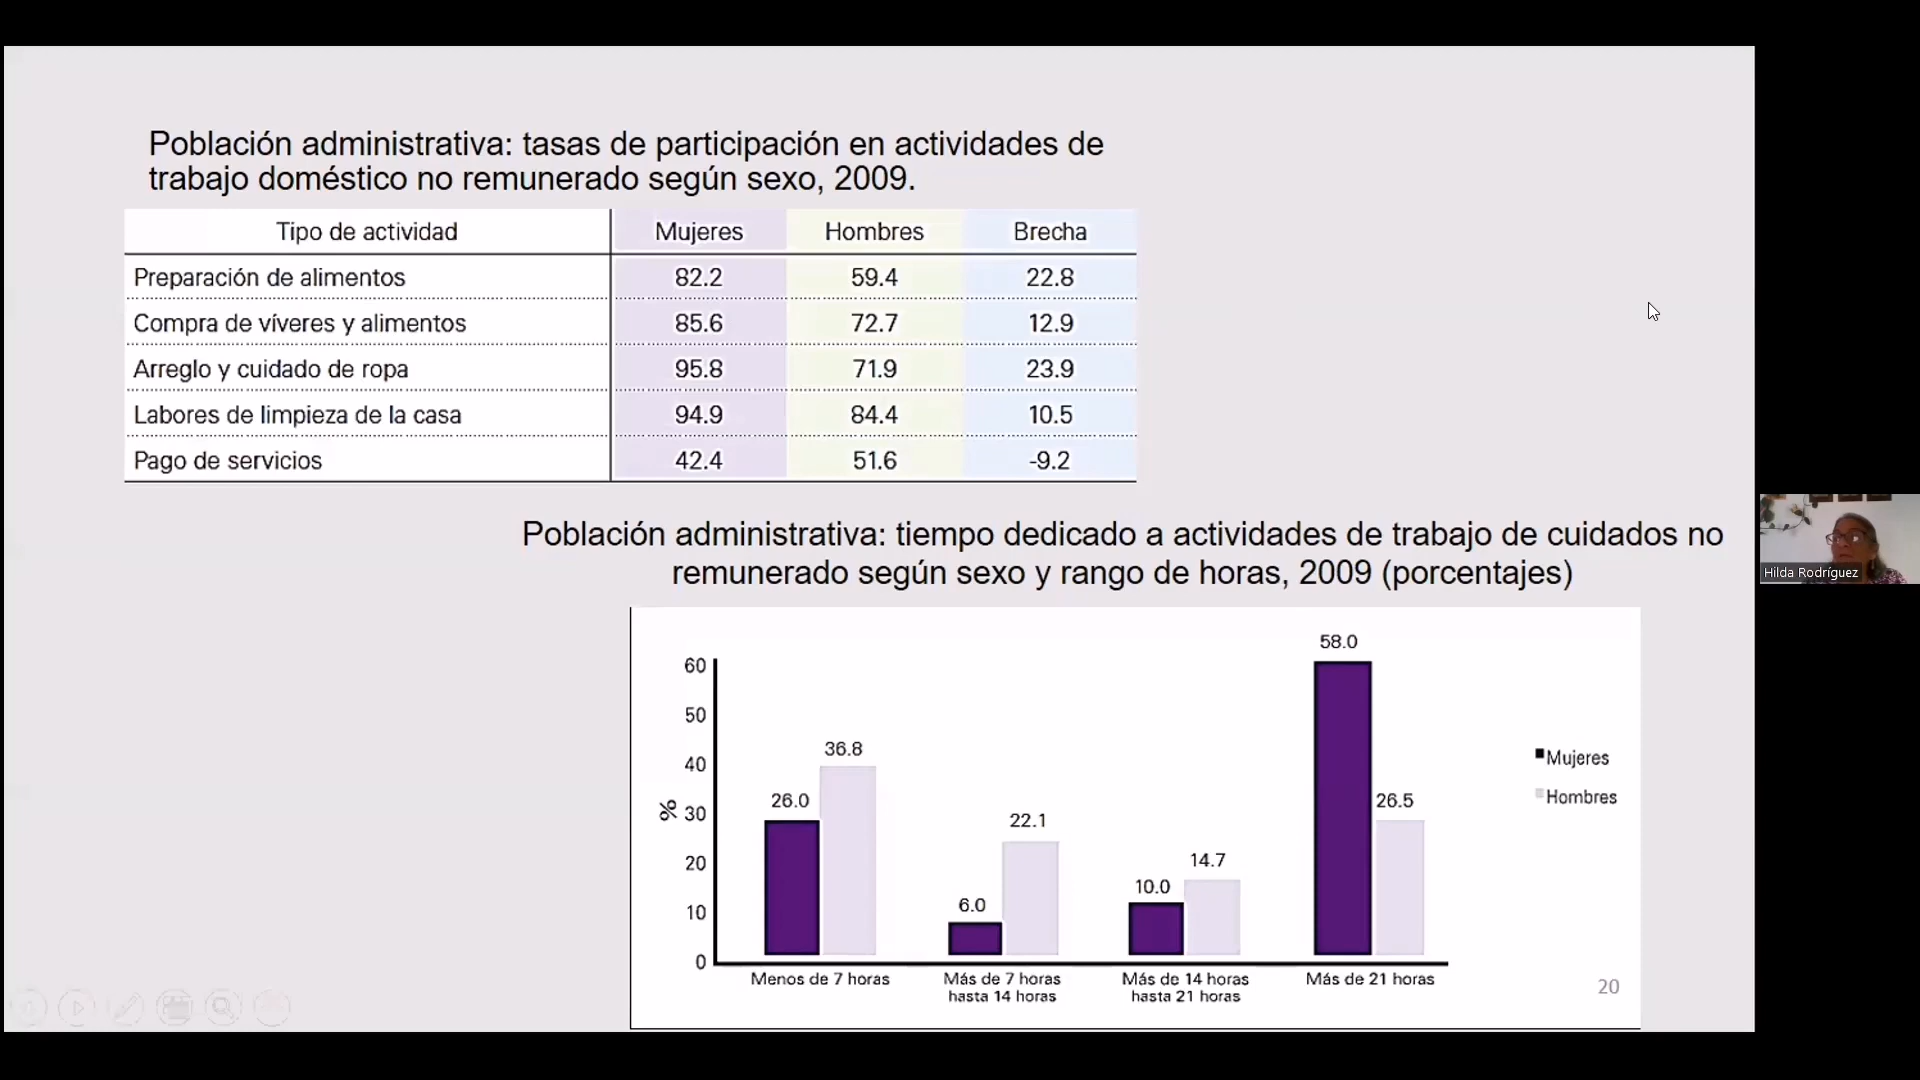 Población administrativa: tasas de participación en actividades de
trabajo doméstico no remunerado según sexo, 2009.
Tipo de actividad Mujeres Hombres Brecha
Preparación de alimentos 82.2 59.4 22.8
Compra de víveres y alimentos 85.6 72.7 12.9
Arreglo y cuidado de ropa 95.8 71.9 23.9
Labores de limpieza de la casa 94.9 84.4 10.5
Pago de servicios 42.4 51.6 -9.2
Población administrativa: tiempo dedicado a actividades de trabajo de cuidados no
remunerado según sexo y rango de horas, 2009 (porcentajes)
Hilda Rodríguez
%
60
50
40
30
20
10
0
26.0
36.8
6.0
22.1
10.0
14.7
58.0
26.5
Menos de 7 horas
Más de 7 horas
hasta 14 horas
Más de 14 horas
hasta 21 horas
Más de 21 horas
Mujeres
Hombres
20